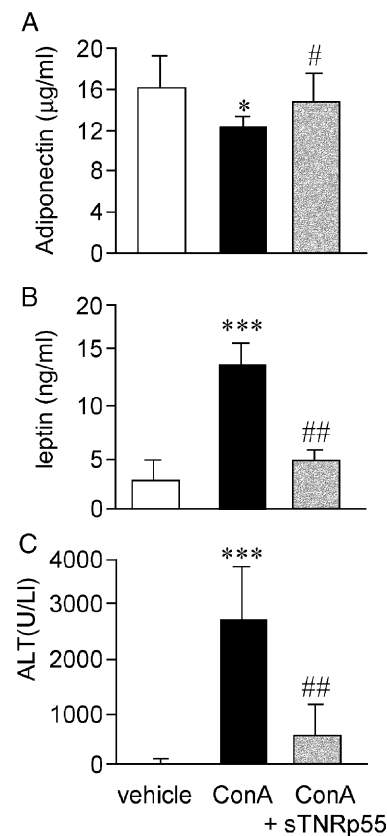 A
Adiponectin (µg/ml)
20
16
12
8
4
0
*
#
B
leptin (ng/ml)
20
15
10
5
0
***
##
C
ALT(U/Ll)
4000
3000
2000
1000
0
***
##
vehicle ConA ConA
+ sTNRp55